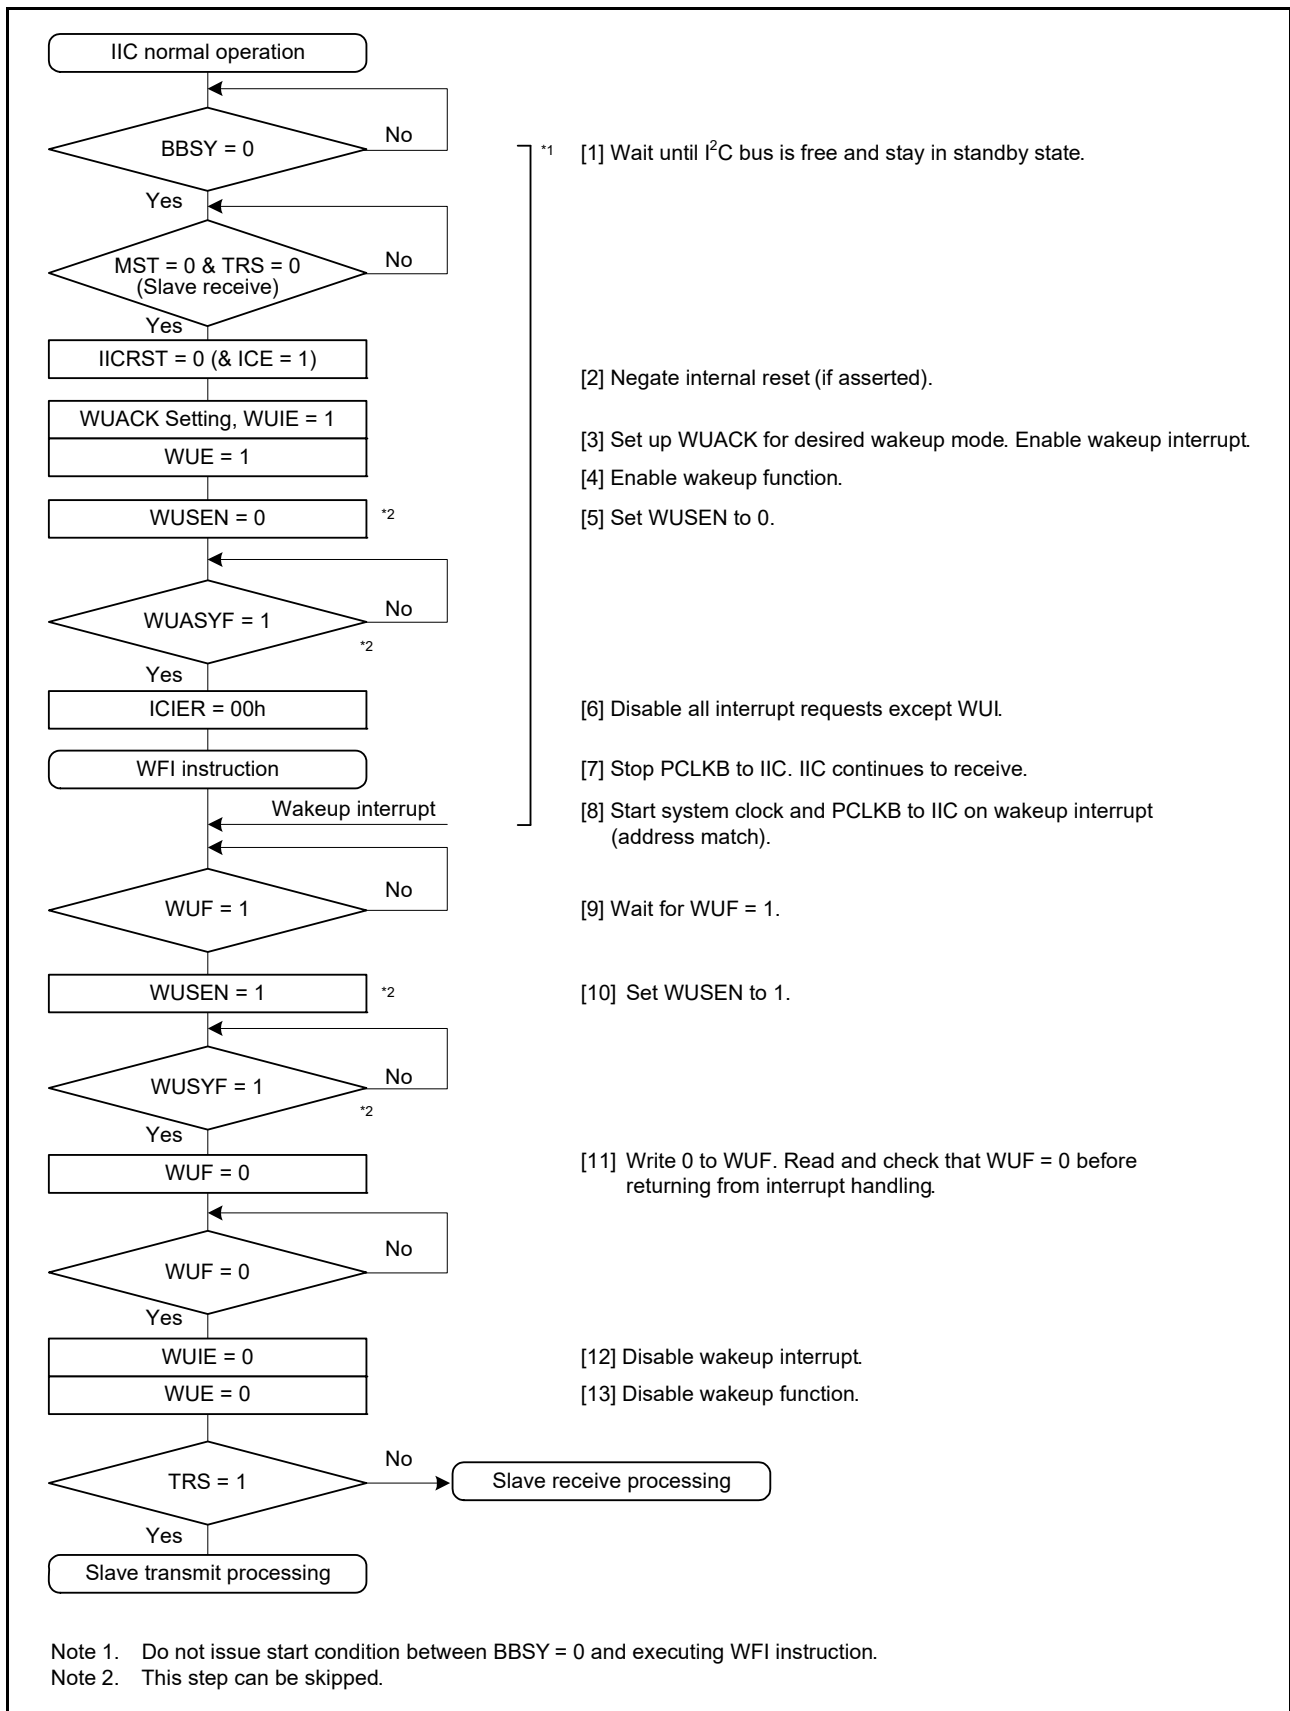 IIC normal operation
BBSY = 0
No
*1
[1] Wait until I²C bus is free and stay in standby state.
Yes
MST = 0 & TRS = 0
(Slave receive)
No
Yes
IICRST = 0 (& ICE = 1)
[2] Negate internal reset (if asserted).
WUACK Setting, WUIE = 1
[3] Set up WUACK for desired wakeup mode. Enable wakeup interrupt.
WUE = 1
[4] Enable wakeup function.
WUSEN = 0
*2
[5] Set WUSEN to 0.
WUASYF = 1
No
*2
Yes
ICIER = 00h
[6] Disable all interrupt requests except WUI.
WFI instruction
[7] Stop PCLKB to IIC. IIC continues to receive.
Wakeup interrupt
[8] Start system clock and PCLKB to IIC on wakeup interrupt
(address match).
WUF = 1
No
[9] Wait for WUF = 1.
WUSEN = 1
*2
[10] Set WUSEN to 1.
WUSYF = 1
No
*2
Yes
WUF = 0
[11] Write 0 to WUF. Read and check that WUF = 0 before
returning from interrupt handling.
WUF = 0
No
Yes
WUIE = 0
[12] Disable wakeup interrupt.
WUE = 0
[13] Disable wakeup function.
TRS = 1
No
Slave receive processing
Yes
Slave transmit processing
Note 1. Do not issue start condition between BBSY = 0 and executing WFI instruction.
Note 2. This step can be skipped.